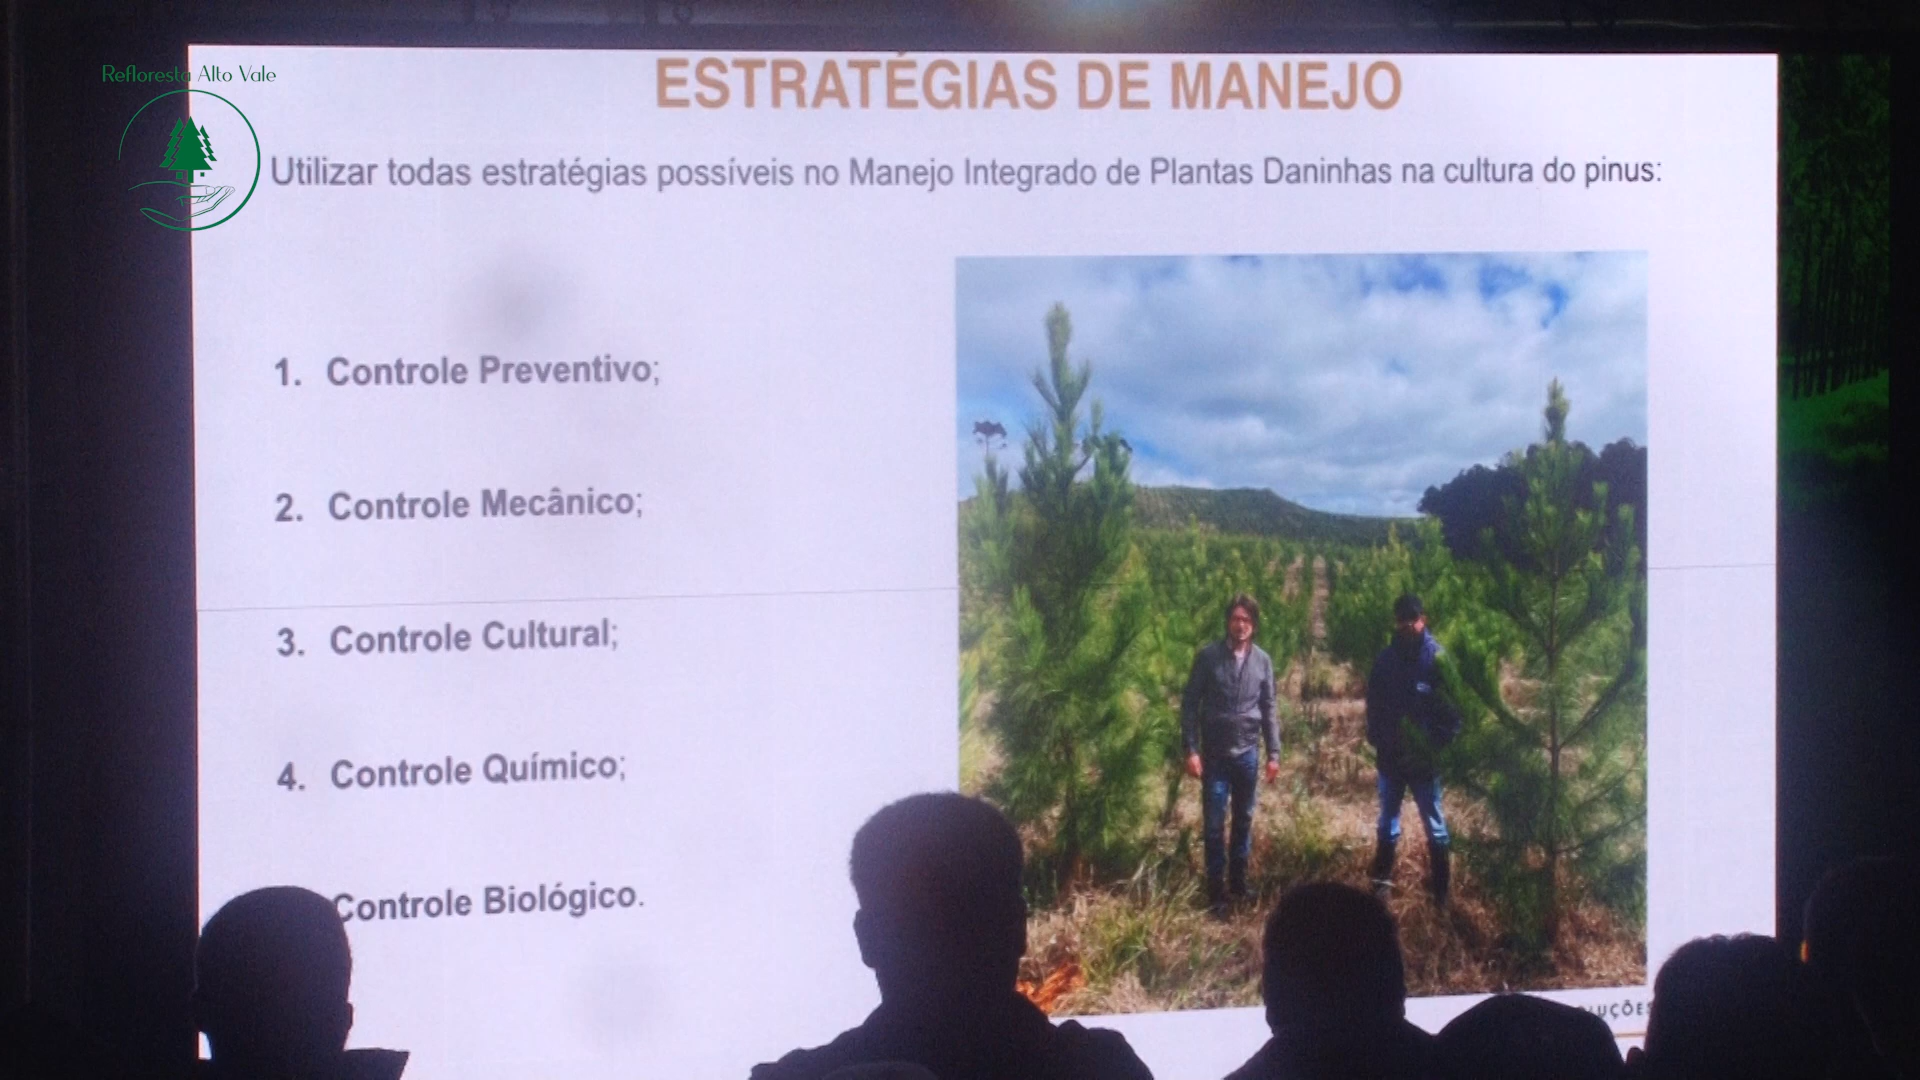 Refloresta Alto Vale
ESTRATÉGIAS DE MANEJO
Utilizar todas estratégias possíveis no Manejo Integrado de Plantas Daninhas na cultura do pinus:
1. Controle Preventivo;
2. Controle Mecânico;
3. Controle Cultural;
4. Controle Químico;
Controle Biológico.